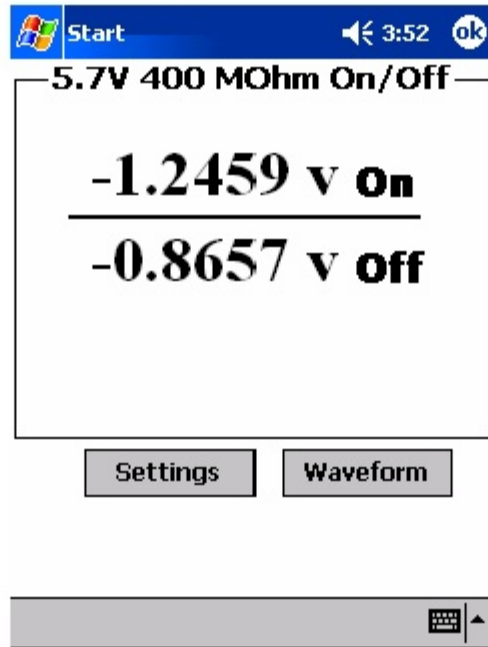 Start 3:52 ok
5.7V 400 MOhm On/Off
-1.2459 v On
-0.8657 v Off
Settings Waveform